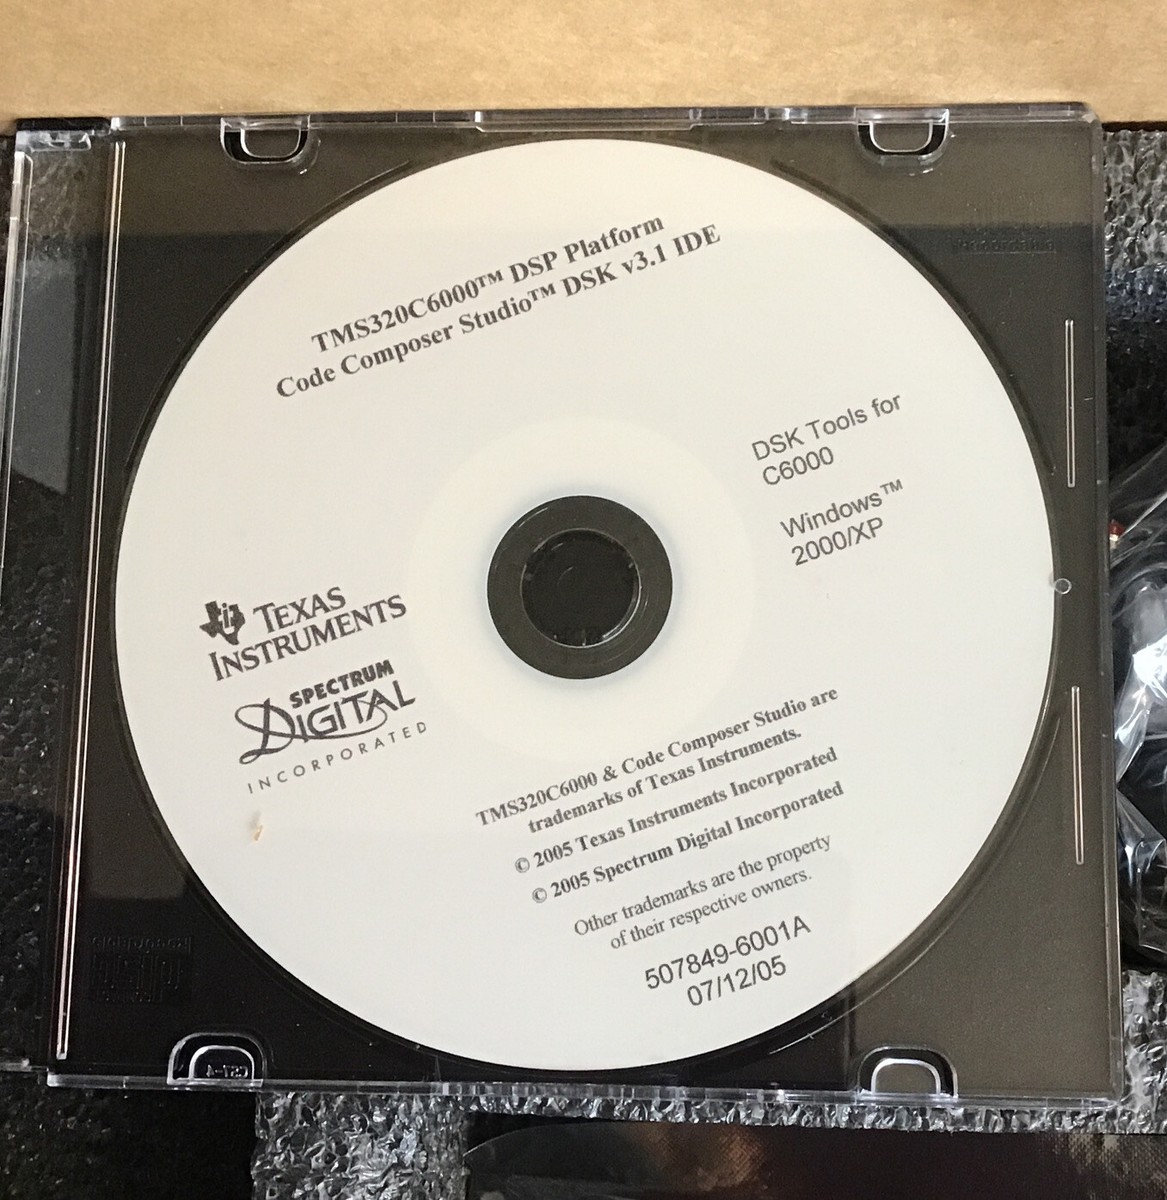 TMS320C6000™ DSP Platform
Code Composer Studio™ DSK v3.1 IDE
DSK Tools for
C6000
Windows™
2000/XP
TEXAS
INSTRUMENTS
SPECTRUM
DIGITAL
INCORPORATED
TMS320C6000 & Code Composer Studio are
trademarks of Texas Instruments.
© 2005 Texas Instruments Incorporated
© 2005 Spectrum Digital Incorporated
Other trademarks are the property
of their respective owners.
507849-6001A
07/12/05